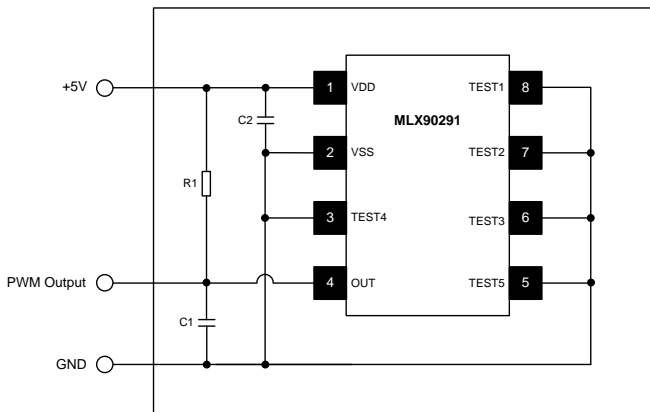 +5V
1 VDD
TEST1 8
C2
MLX90291
2 VSS
TEST2 7
R1
3 TEST4
TEST3 6
PWM Output
4 OUT
TEST5 5
C1
GND